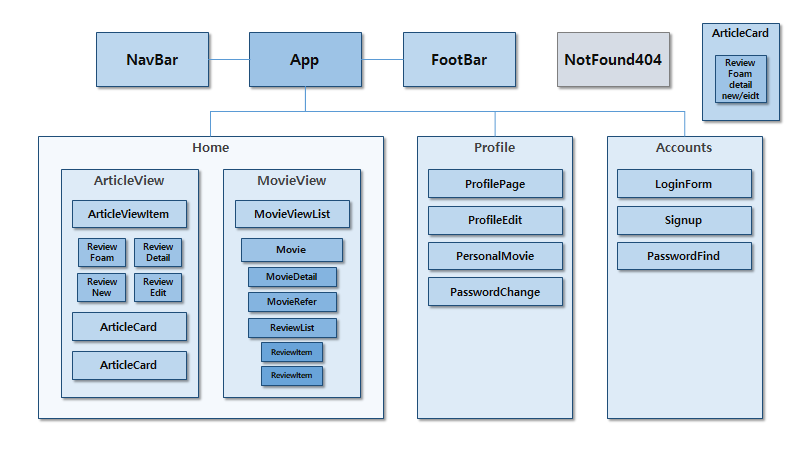 NavBar
App
FootBar
NotFound404
ArticleCard
Review
Foam
detail
new/eidt
Home
ArticleView
ArticleViewItem
Review
Foam
Review
Detail
Review
New
Review
Edit
ArticleCard
ArticleCard
MovieView
MovieViewList
Movie
MovieDetail
MovieRefer
ReviewList
ReviewItem
ReviewItem
Profile
ProfilePage
ProfileEdit
PersonalMovie
PasswordChange
Accounts
LoginForm
Signup
PasswordFind